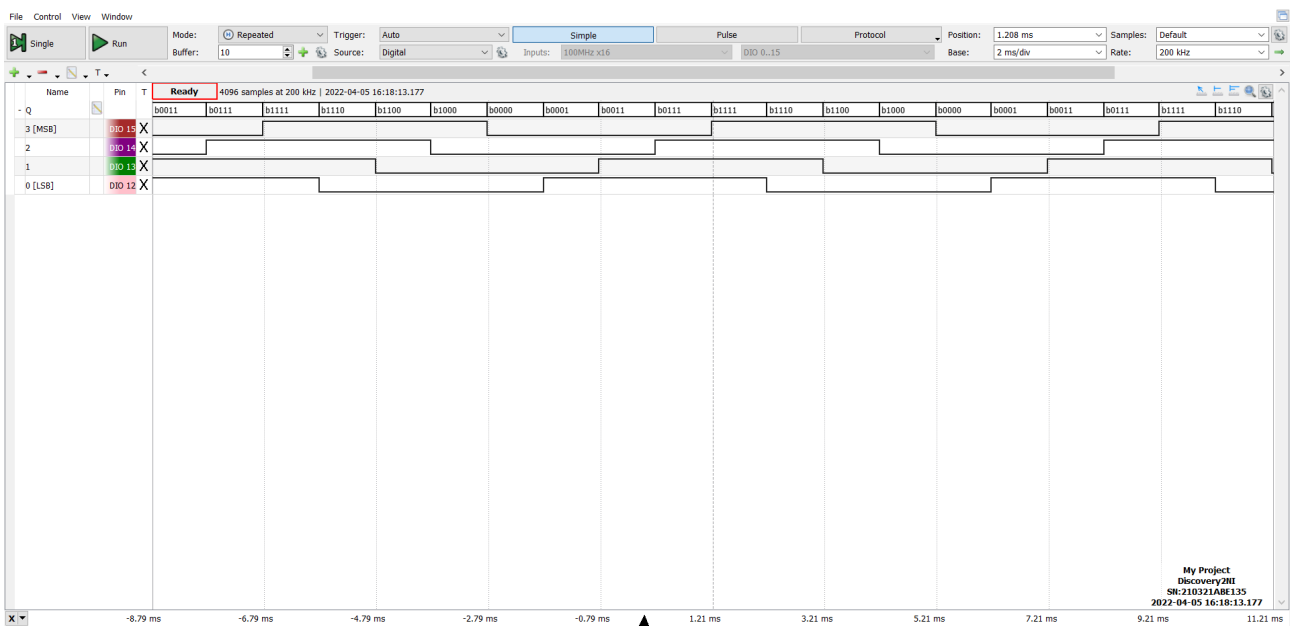 File Control View Window
Single Run Mode: Repeated Trigger: Auto Simple Pulse Protocol Position: 1.208 ms Samples: Default
Buffer: 10 Source: Digital Inputs: 100MHz x16 DIO 0..15 Base: 2 ms/div Rate: 200 kHz
T
Name Pin T Ready 4096 samples at 200 kHz | 2022-04-05 16:18:13.177
- Q b0011 b0111 b1111 b1110 b1100 b1000 b0000 b0001 b0011 b0111 b1111 b1110 b1100 b1000 b0000 b0001 b0011 b0111 b1111 b1110
3 [MSB] DIO 15 X
2 DIO 14 X
1 DIO 13 X
0 [LSB] DIO 12 X
My Project
Discovery2NI
SN:210321ABE135
2022-04-05 16:18:13.177
X -8.79 ms -6.79 ms -4.79 ms -2.79 ms -0.79 ms 1.21 ms 3.21 ms 5.21 ms 7.21 ms 9.21 ms 11.21 ms